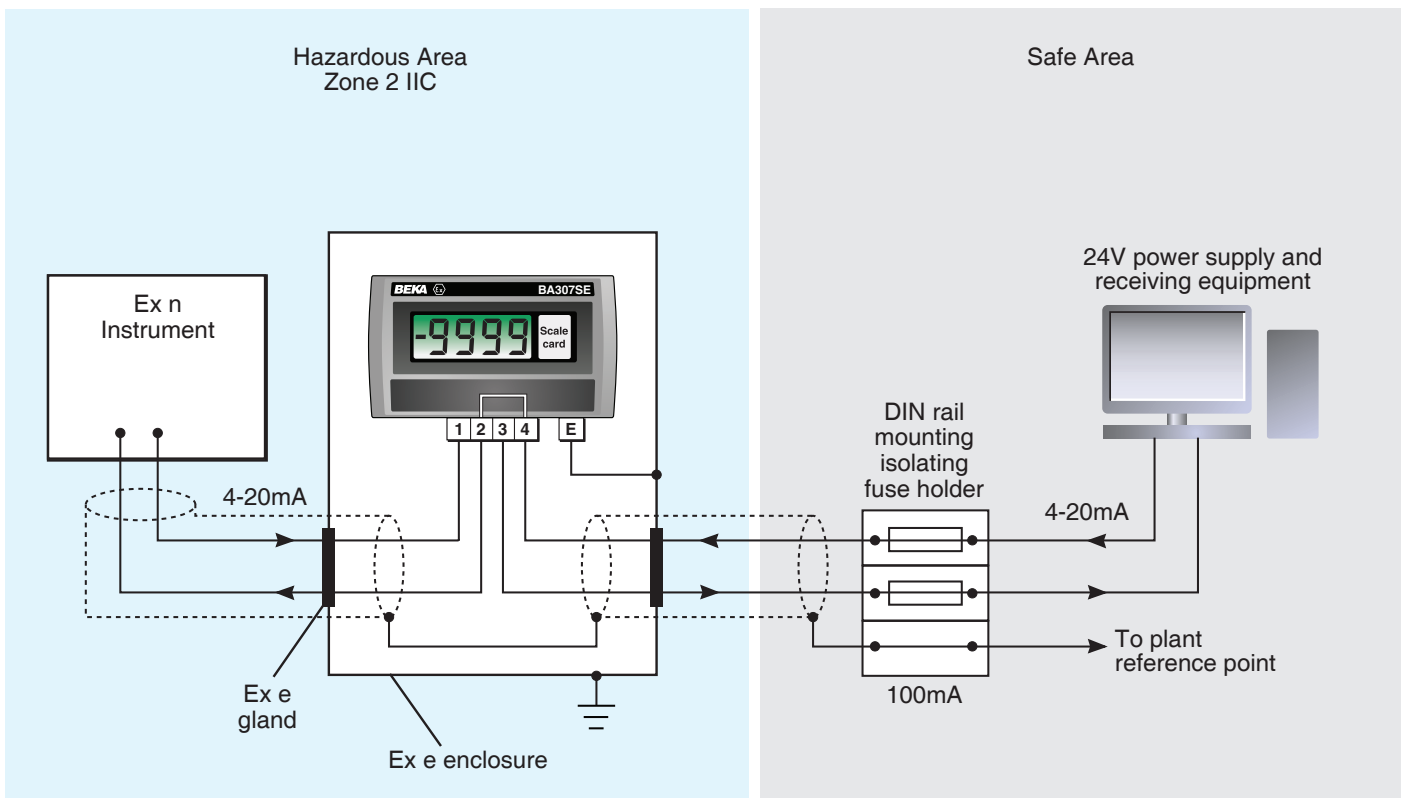 Hazardous Area
Zone 2 IIC
Safe Area
24V power supply and
receiving equipment
Ex n
Instrument
BEKA Ex BA307SE
-9999
Scale
card
DIN rail
mounting
isolating
fuse holder
1 2 3 4 E
4-20mA
4-20mA
To plant
reference point
100mA
Ex e
gland
Ex e enclosure